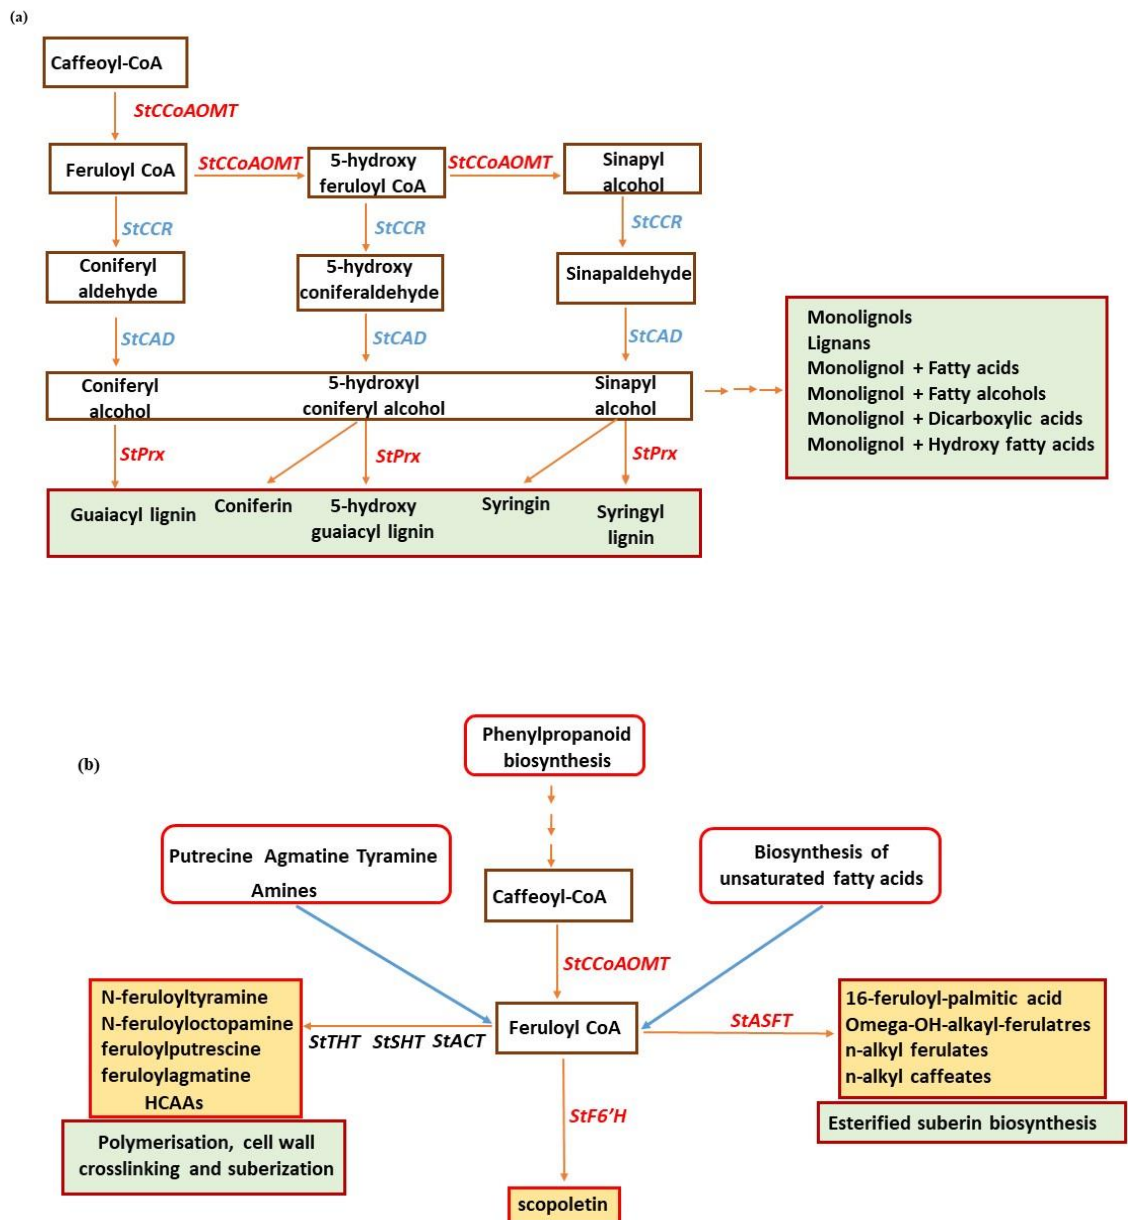 (a)
Caffeoyl-CoA
StCCoAOMT
Feruloyl CoA
StCCoAOMT
5-hydroxy
feruloyl CoA
StCCoAOMT
Sinapyl
alcohol
StCCR
StCCR
StCCR
Coniferyl
aldehyde
5-hydroxy
coniferaldehyde
Sinapaldehyde
StCAD
StCAD
StCAD
Coniferyl
alcohol
5-hydroxyl
coniferyl alcohol
Sinapyl
alcohol
Monolignols
Lignans
Monolignol + Fatty acids
Monolignol + Fatty alcohols
Monolignol + Dicarboxylic acids
Monolignol + Hydroxy fatty acids
StPrx
StPrx
StPrx
Guaiacyl lignin
Coniferin
5-hydroxy
guaiacyl lignin
Syringin
Syringyl
lignin
(b)
Phenylpropanoid
biosynthesis
Putrecine Agmatine Tyramine
Amines
Biosynthesis of
unsaturated fatty acids
Caffeoyl-CoA
StCCoAOMT
N-feruloyltyramine
N-feruloyloctopamine
feruloylputrescine
feruloylagmatine
HCAAs
StTHT StSHT StACT
Feruloyl CoA
StASFT
16-feruloyl-palmitic acid
Omega-OH-alkayl-ferulatres
n-alkyl ferulates
n-alkyl caffeates
Polymerisation, cell wall
crosslinking and suberization
StF6’H
Esterified suberin biosynthesis
scopoletin